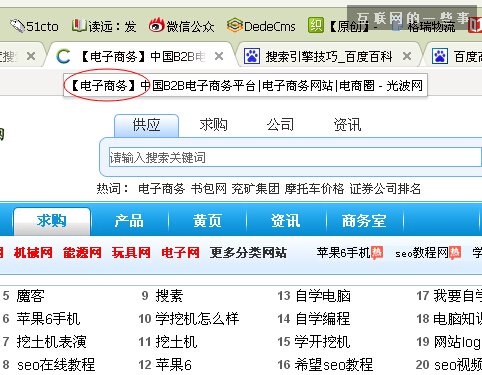 互联网的一些事
51cto 读远：发 微信公众 DedeCms 织 【原创】- 格瑞物流
搜 【电子商务】中国B2B电 搜索引擎技巧_百度百科 百度商
【电子商务】中国B2B电子商务平台|电子商务网站|电商圈 - 光波网
供应 求购 公司 资讯
请输入搜索关键词
热词： 电子商务 书包网 兖矿集团 摩托车价格 证券公司排名
求购 产品 黄页 资讯 商务室
网 机械网 能源网 玩具网 电子网 更多分类网站 苹果6手机 热 seo教程网 热 学
5 魔客 9 搜素 13 自学电脑 17 我要自学
6 苹果6手机 10 学挖机怎么样 14 自学编程 18 电脑知识
7 挖土机表演 11 挖土机 15 学开挖机 19 网站log
8 seo在线教程 12 苹果6 16 希望seo教程 20 seo视频